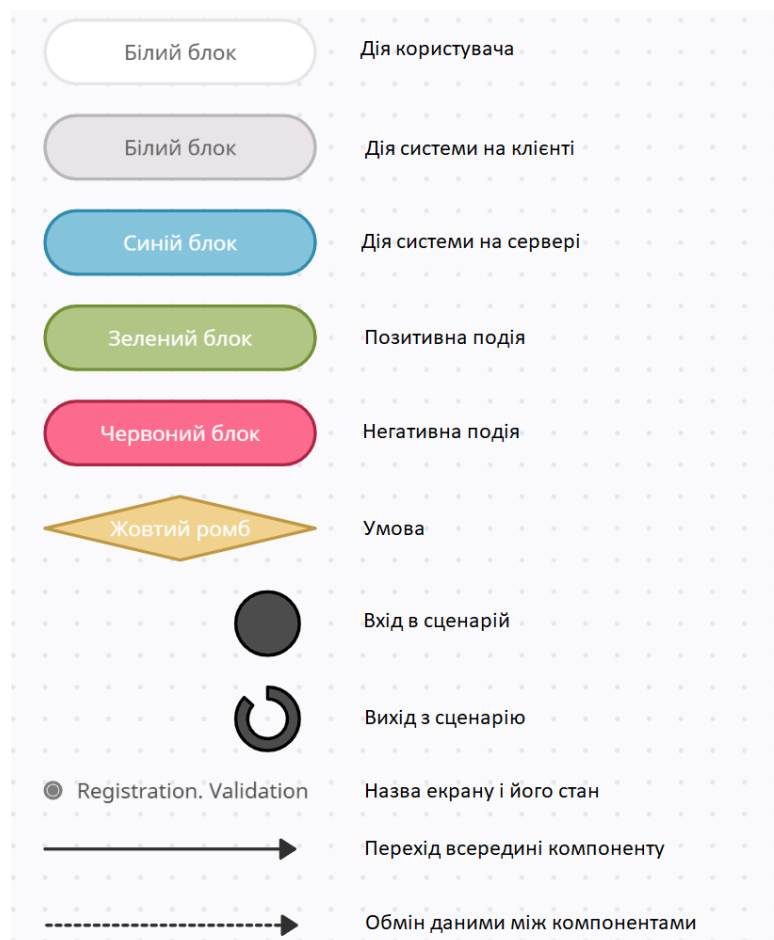 Білий блок Дія користувача
Білий блок Дія системи на клієнті
Синій блок Дія системи на сервері
Зелений блок Позитивна подія
Червоний блок Негативна подія
Жовтий ромб Умова
Вхід в сценарій
Вихід з сценарію
Registration. Validation Назва екрану і його стан
Перехід всередині компоненту
Обмін даними між компонентами